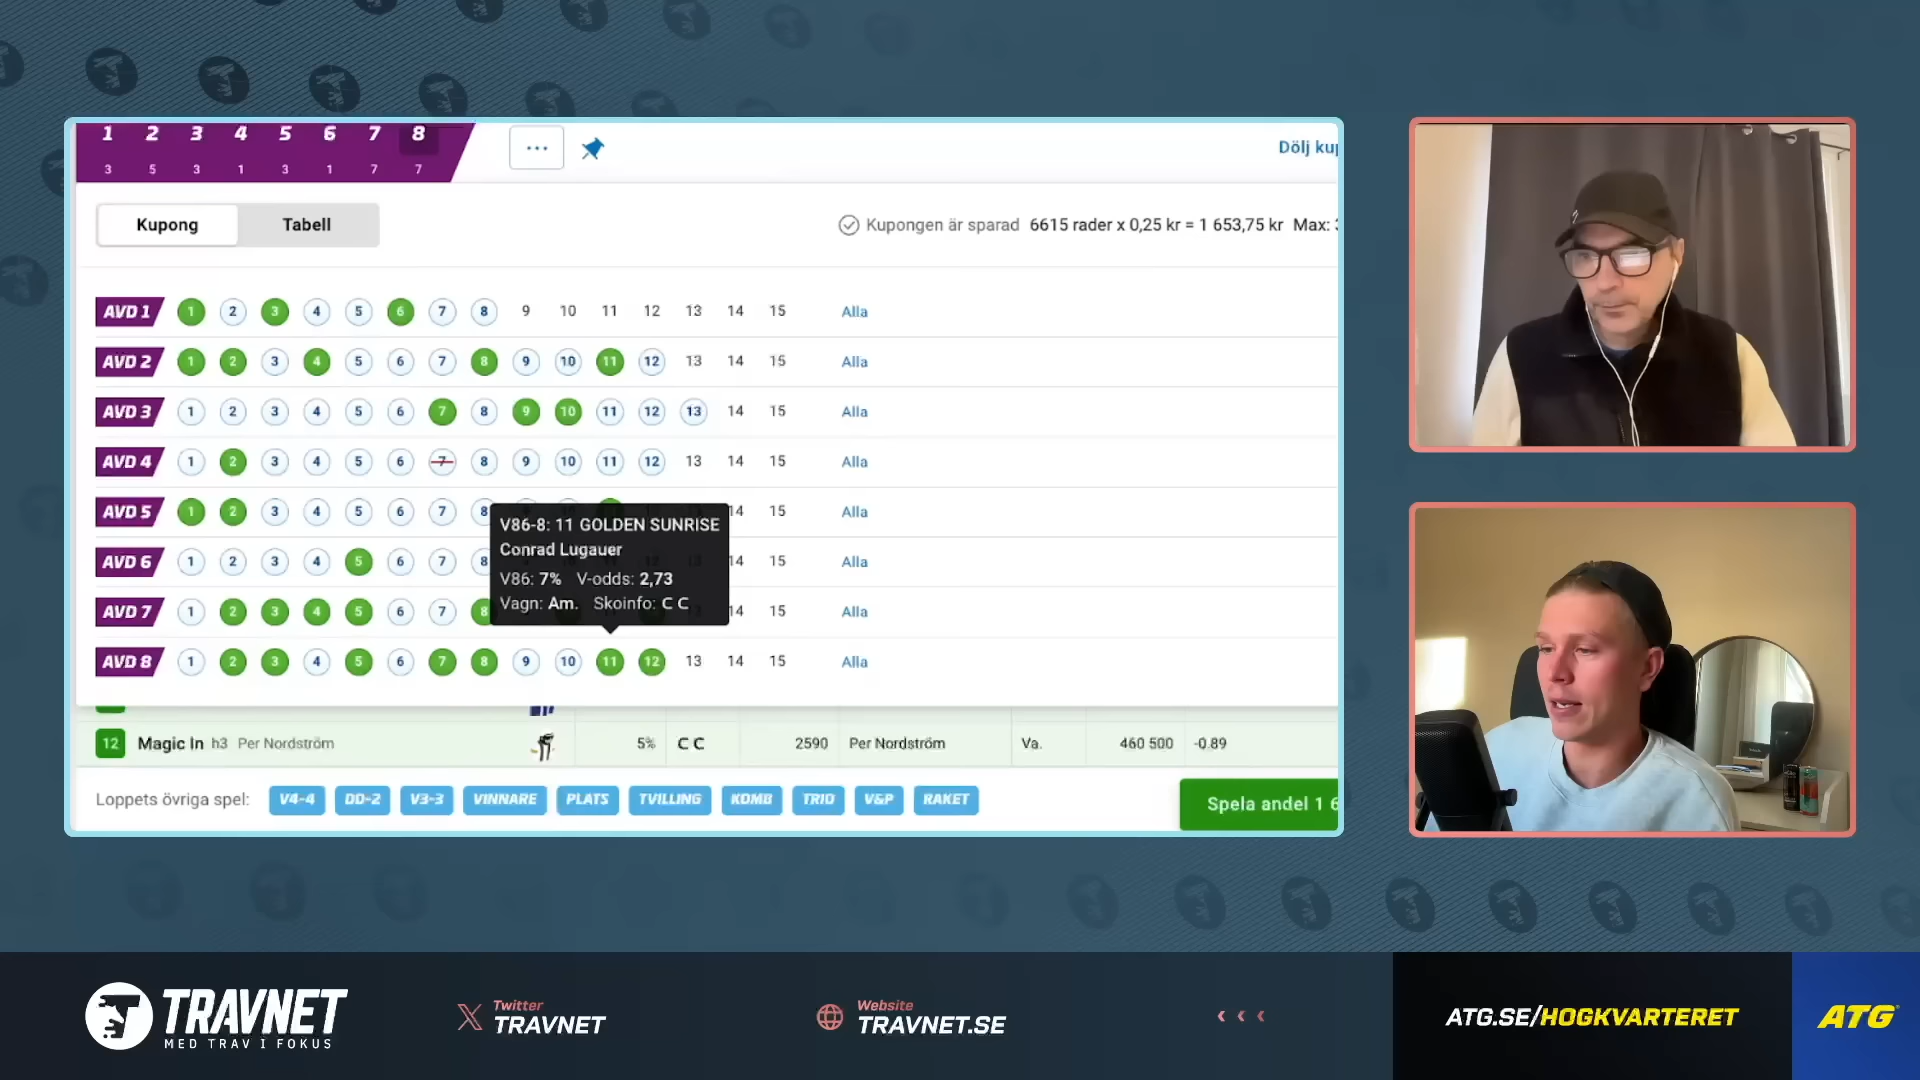 1 2 3 4 5 6 7 8
3 5 3 1 3 1 7 7
...
Dölj kup
Kupong Tabell
Kupongen är sparad 6615 rader x 0,25 kr = 1 653,75 kr Max:
AVD 1 1 2 3 4 5 6 7 8 9 10 11 12 13 14 15 Alla
AVD 2 1 2 3 4 5 6 7 8 9 10 11 12 13 14 15 Alla
AVD 3 1 2 3 4 5 6 7 8 9 10 11 12 13 14 15 Alla
AVD 4 1 2 3 4 5 6 7 8 9 10 11 12 13 14 15 Alla
AVD 5 1 2 3 4 5 6 7 8 14 15 Alla
AVD 6 1 2 3 4 5 6 7 8 14 15 Alla
AVD 7 1 2 3 4 5 6 7 8 14 15 Alla
V86-8: 11 GOLDEN SUNRISE
Conrad Lugauer
V86: 7% V-odds: 2,73
Vagn: Am. Skoinfo: C C
AVD 8 1 2 3 4 5 6 7 8 9 10 11 12 13 14 15 Alla
12 Magic In h3 Per Nordström 5% C C 2590 Per Nordström Va. 460 500 -0.89
Loppets övriga spel: V4-4 DD-2 V3-3 VINNARE PLATS TVILLING KOMB TRIO V&P RAKET
Spela andel 1 6
TRAVNET
MED TRAV I FOKUS
Twitter
TRAVNET
Website
TRAVNET.SE
ATG.SE/HOGKVARTERET
ATG